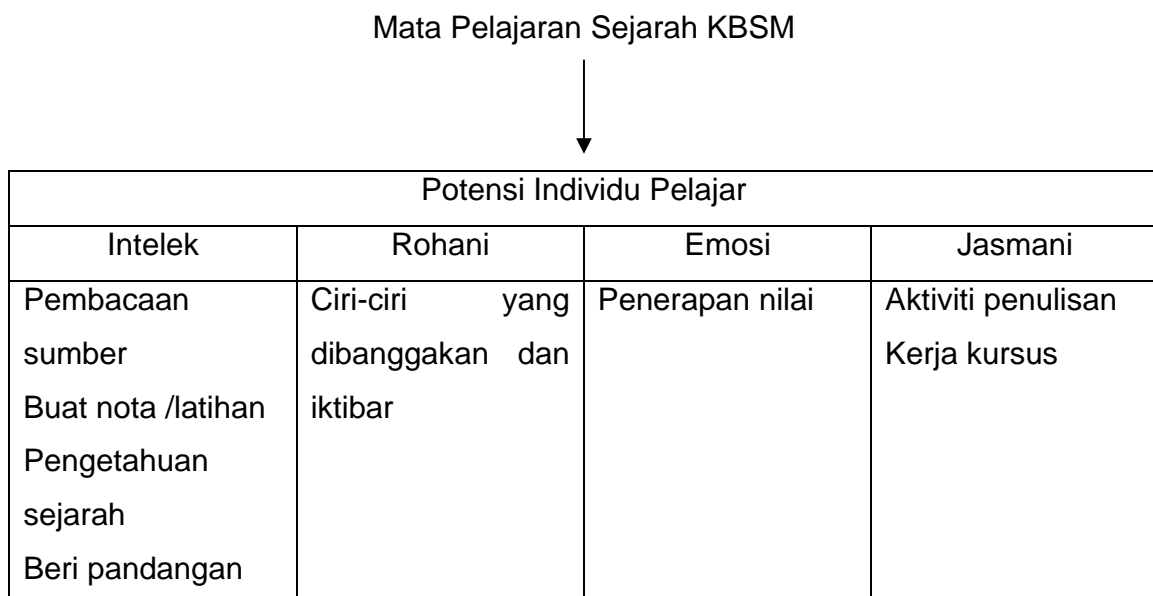 Mata Pelajaran Sejarah KBSM
Potensi Individu Pelajar
Intelek
Rohani
Emosi
Jasmani
Pembacaan
sumber
Buat nota /latihan
Pengetahuan
sejarah
Beri pandangan
Ciri-ciri yang
dibanggakan dan
iktibar
Penerapan nilai
Aktiviti penulisan
Kerja kursus